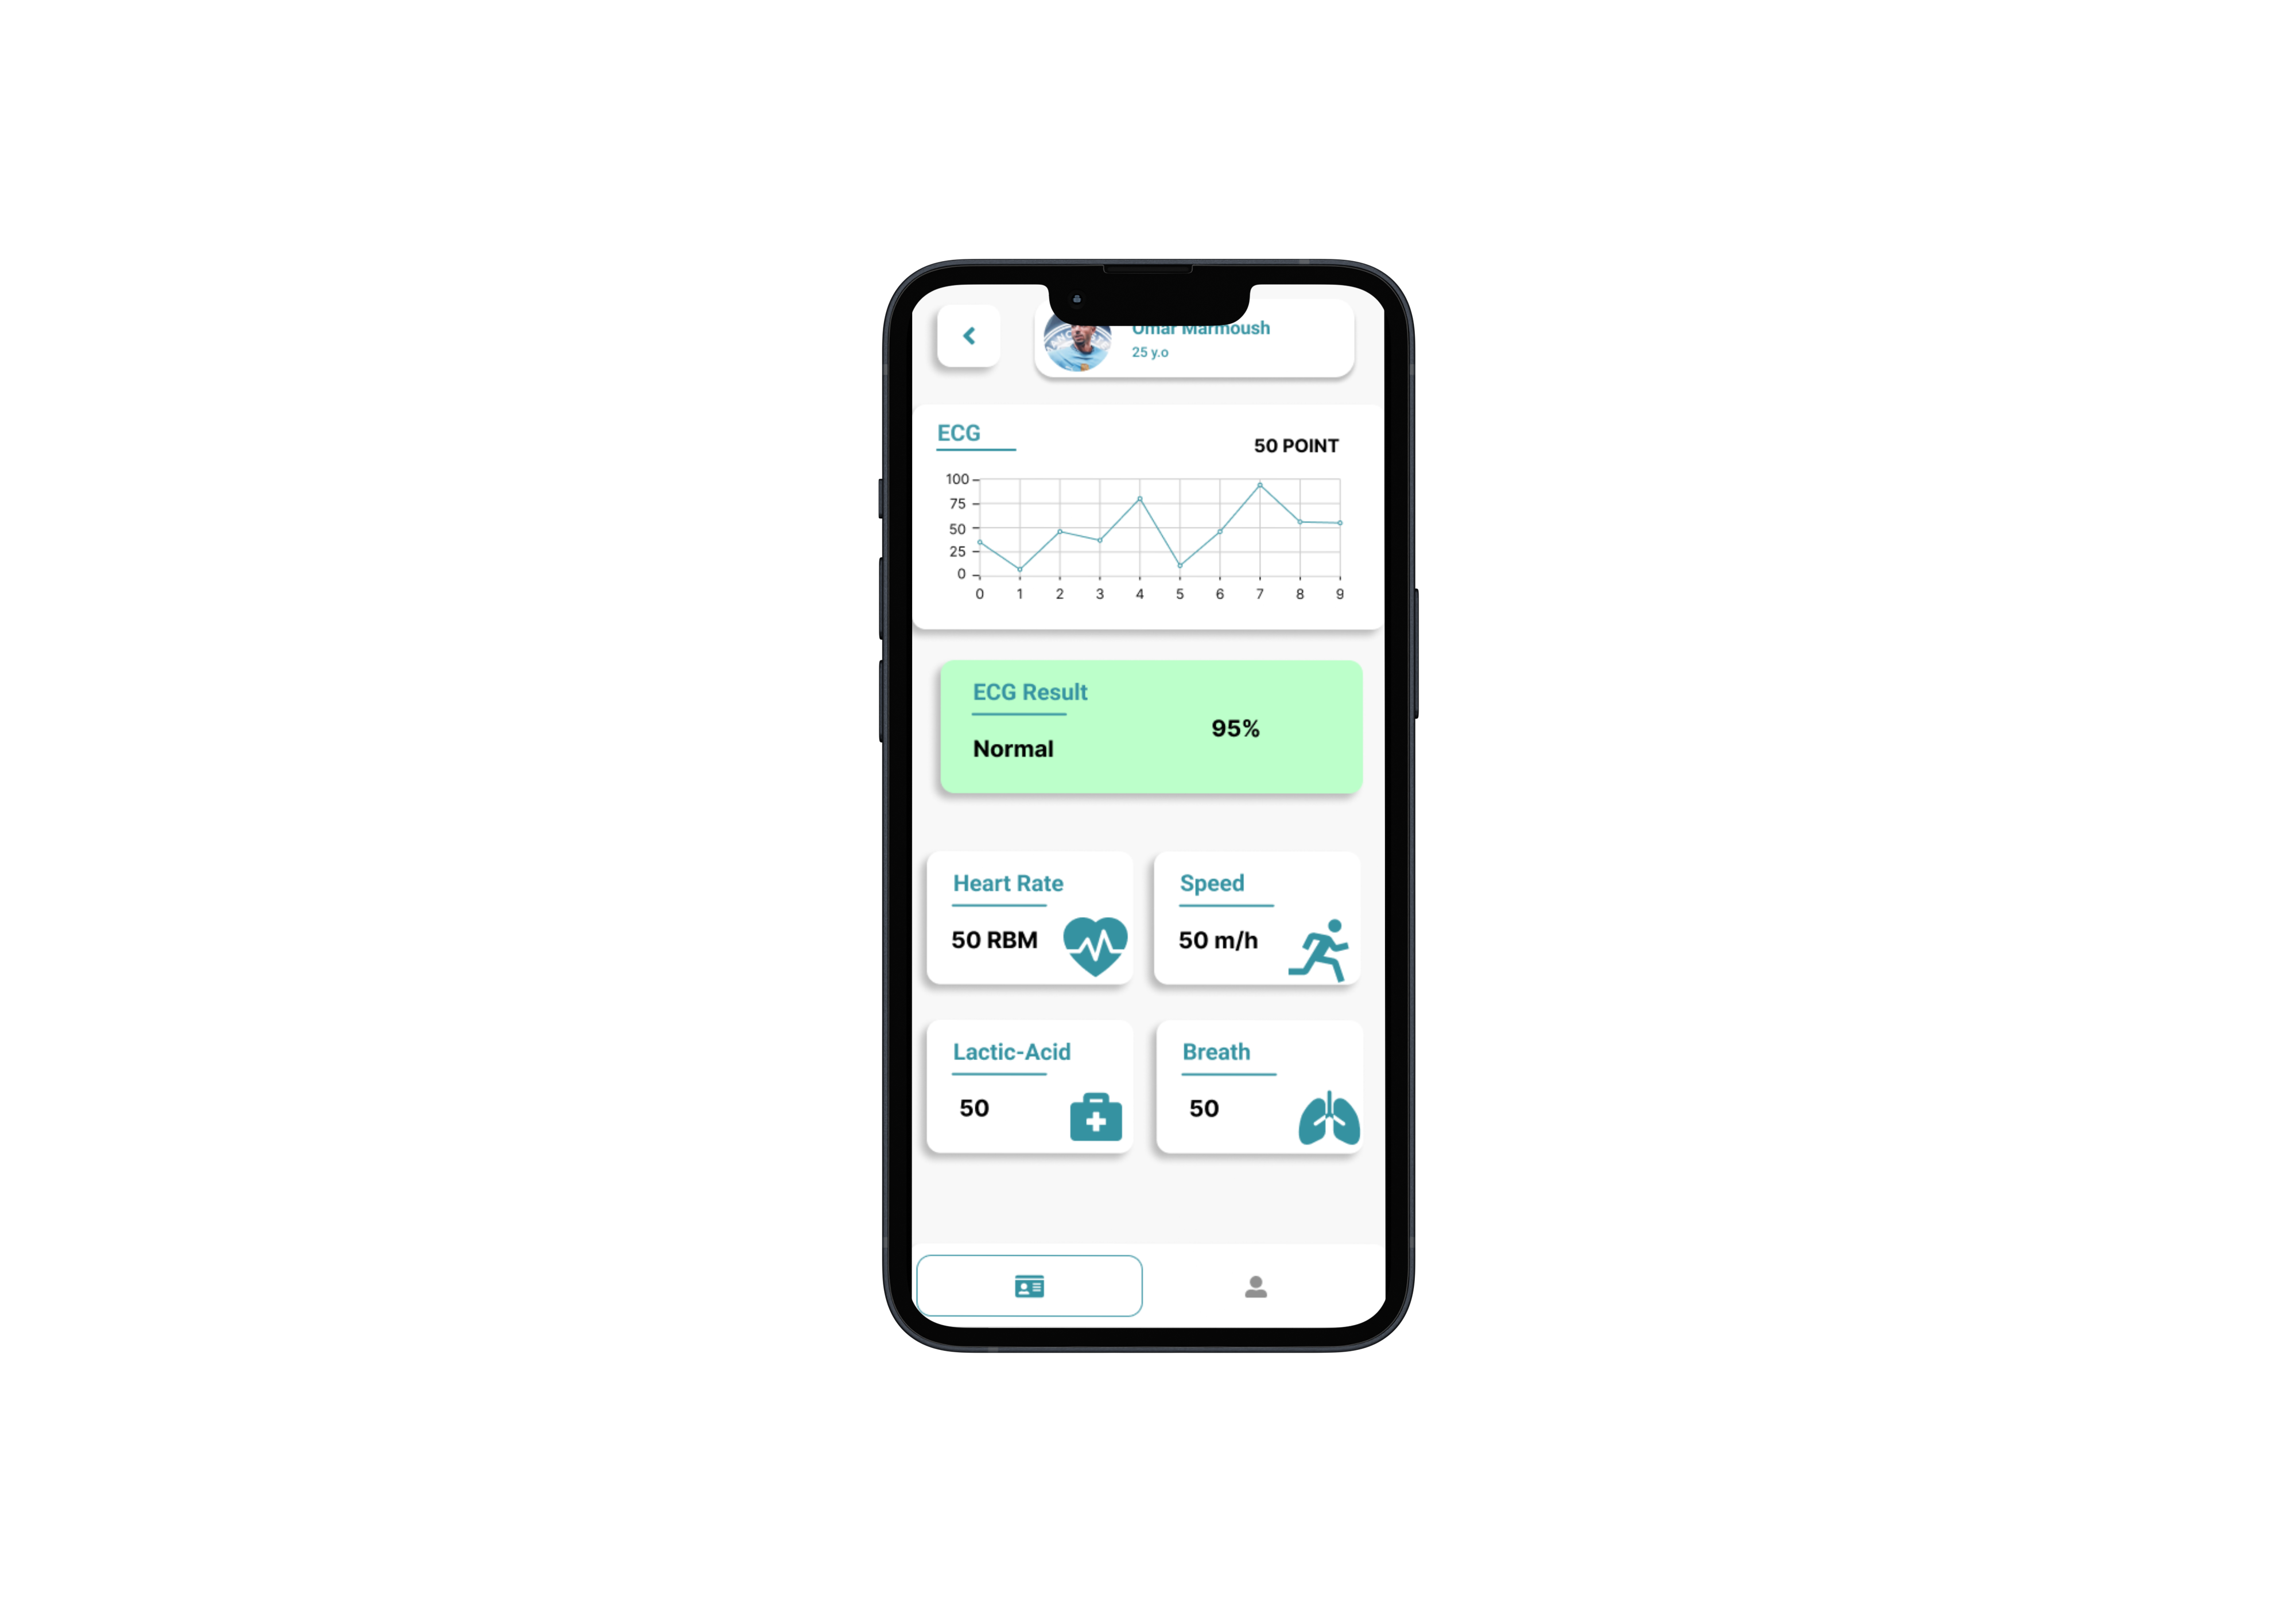 Omar Marmoush
25 y.o
ECG
50 POINT
100
75
50
25
0
0 1 2 3 4 5 6 7 8 9
ECG Result
95%
Normal
Heart Rate
Speed
50 RBM
50 m/h
Lactic-Acid
Breath
50
50